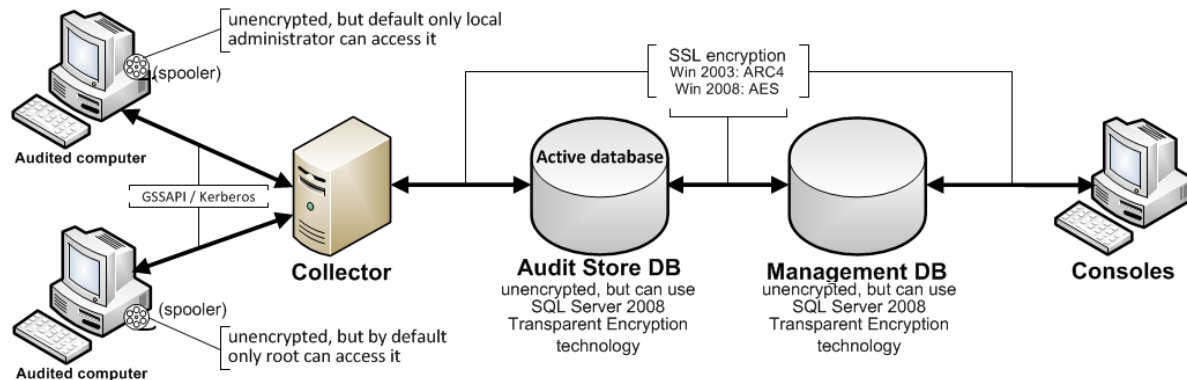 unencrypted, but default only local
administrator can access it
(spooler)
Audited computer
GSSAPI / Kerberos
(spooler)
unencrypted, but by default
only root can access it
Audited computer
Collector
SSL encryption
Win 2003: ARC4
Win 2008: AES
Active database
Audit Store DB
unencrypted, but can use
SQL Server 2008
Transparent Encryption
technology
Management DB
unencrypted, but can use
SQL Server 2008
Transparent Encryption
technology
Consoles